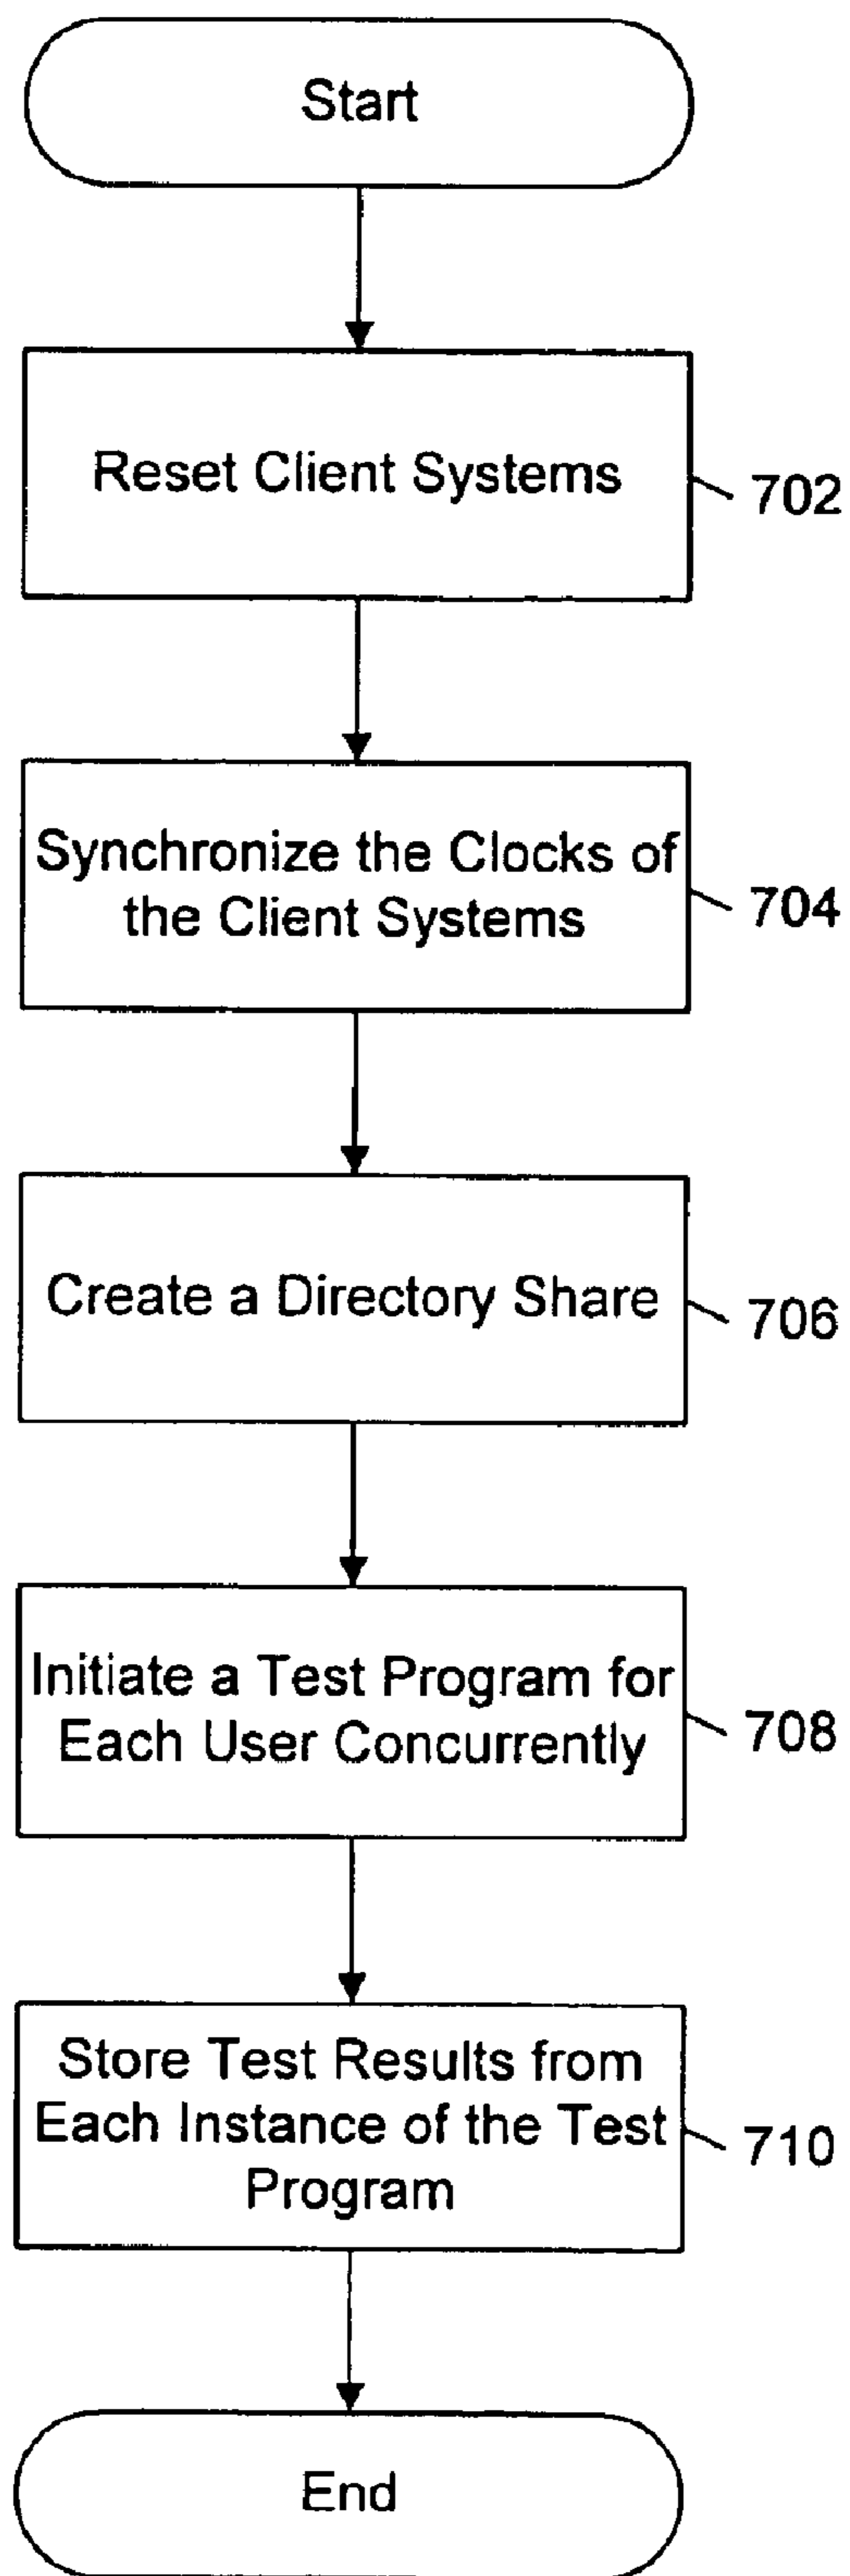 Start
Reset Client Systems
702
Synchronize the Clocks of
the Client Systems
704
Create a Directory Share
706
Initiate a Test Program for
Each User Concurrently
708
Store Test Results from
Each Instance of the Test
Program
710
End